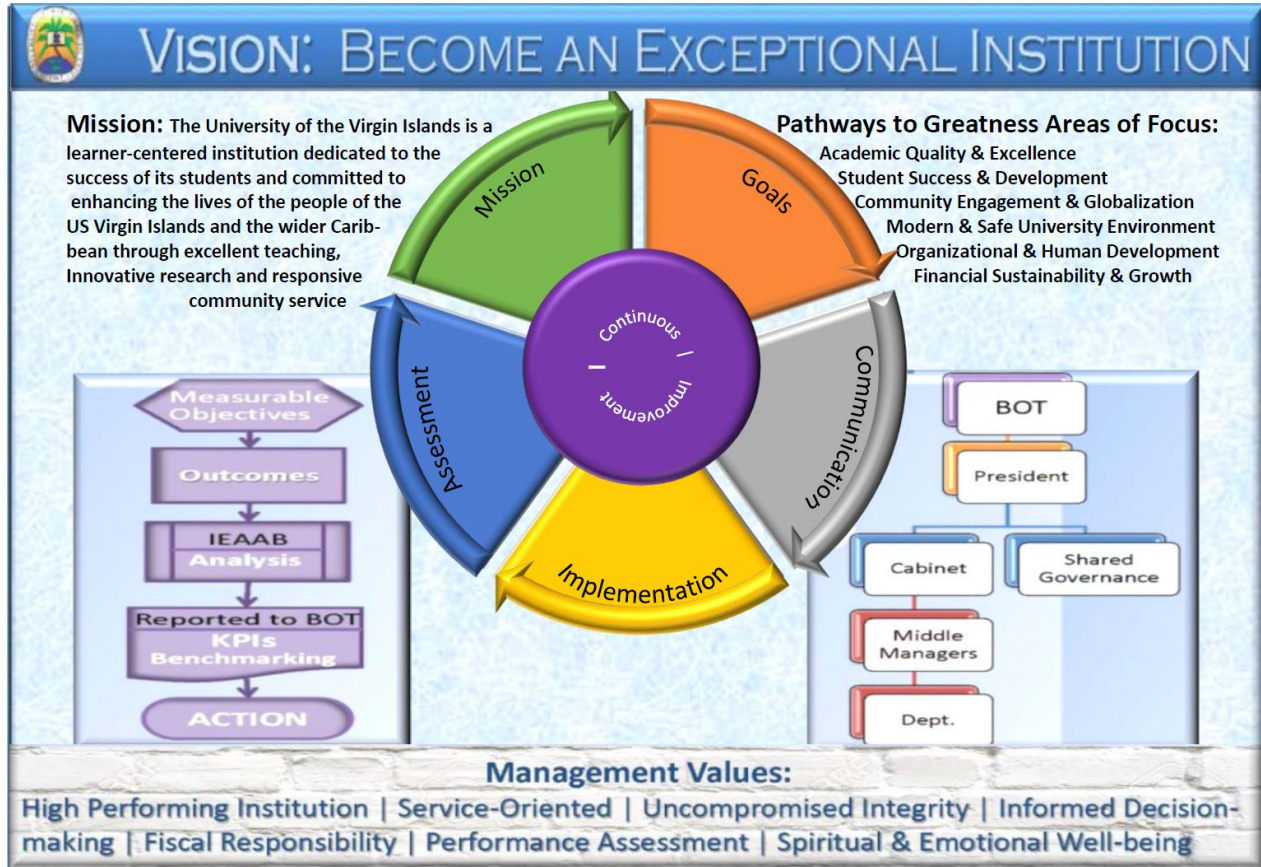 VISION: BECOME AN EXCEPTIONAL INSTITUTION
Mission: The University of the Virgin Islands is a
learner-centered institution dedicated to the
success of its students and committed to
enhancing the lives of the people of the
US Virgin Islands and the wider Carib-
bean through excellent teaching,
Innovative research and responsive
community service
Pathways to Greatness Areas of Focus:
Academic Quality & Excellence
Student Success & Development
Community Engagement & Globalization
Modern & Safe University Environment
Organizational & Human Development
Financial Sustainability & Growth
Mission
Goals
Communication
Implementation
Assessment
Continuous
Improvement
Measurable
Objectives
Outcomes
IEAAB
Analysis
Reported to BOT
KPIs
Benchmarking
ACTION
BOT
President
Cabinet
Shared
Governance
Middle
Managers
Dept.
Management Values:
High Performing Institution | Service-Oriented | Uncompromised Integrity | Informed Decision-
making | Fiscal Responsibility | Performance Assessment | Spiritual & Emotional Well-being